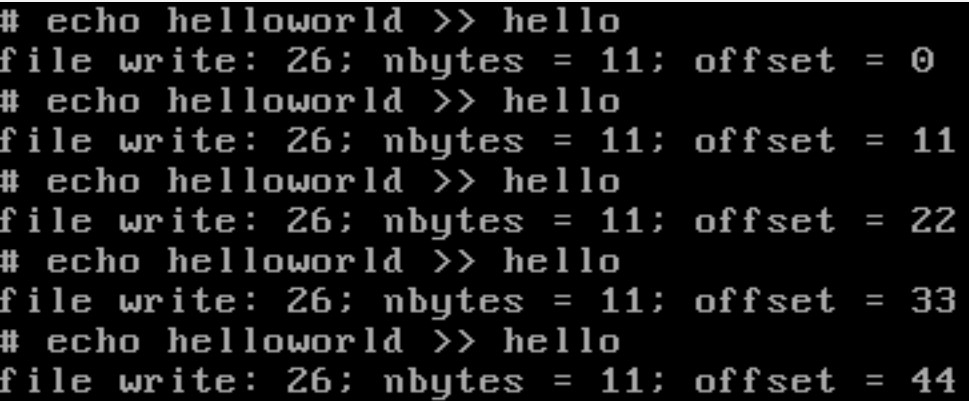 # echo helloworld >> hello
file write: 26; nbytes = 11; offset = 0
# echo helloworld >> hello
file write: 26; nbytes = 11; offset = 11
# echo helloworld >> hello
file write: 26; nbytes = 11; offset = 22
# echo helloworld >> hello
file write: 26; nbytes = 11; offset = 33
# echo helloworld >> hello
file write: 26; nbytes = 11; offset = 44